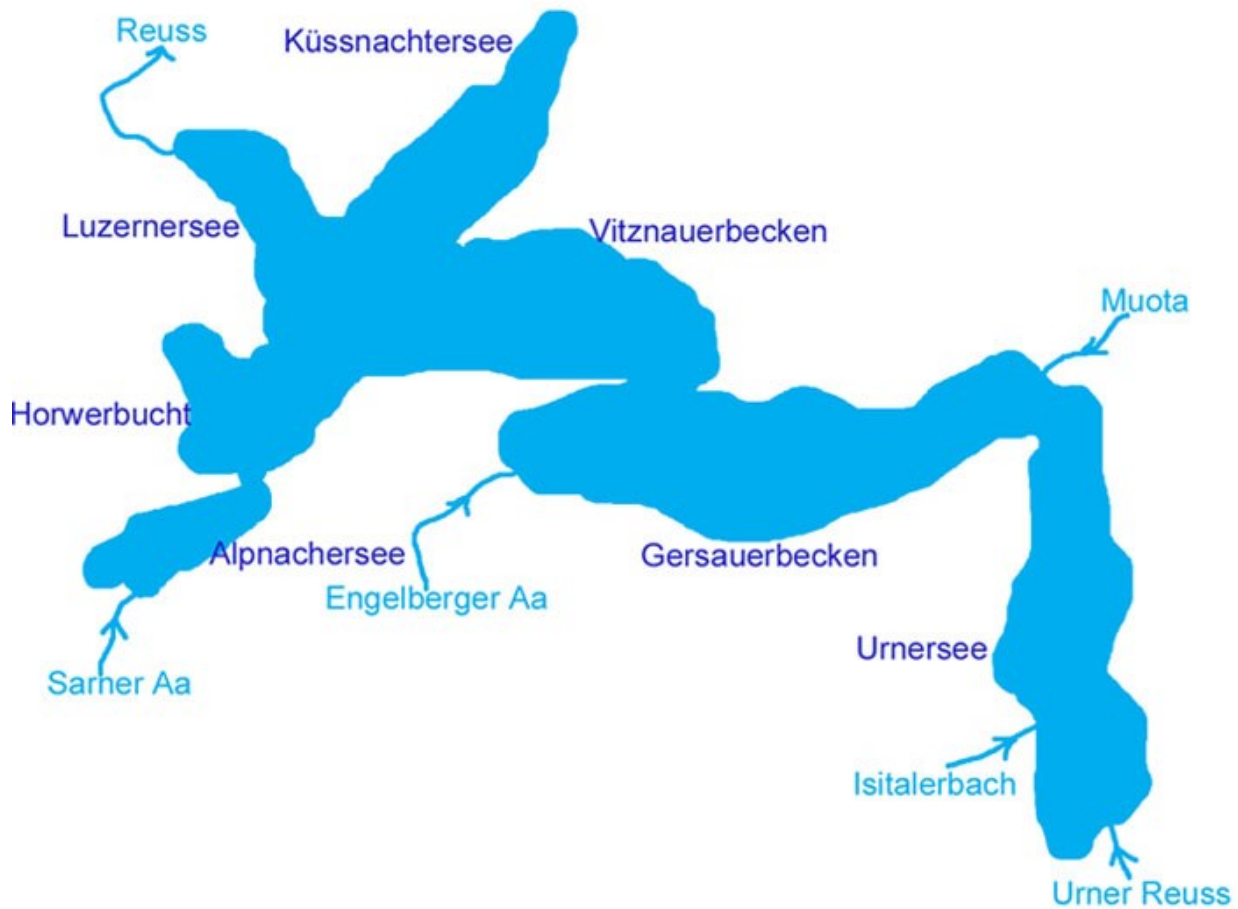 Reuss
Küssnachtersee
Luzernersee
Vitznauerbecken
Muota
Horwerbucht
Alpnachersee
Gersauerbecken
Engelberger Aa
Urnersee
Sarner Aa
Isitalerbach
Urner Reuss